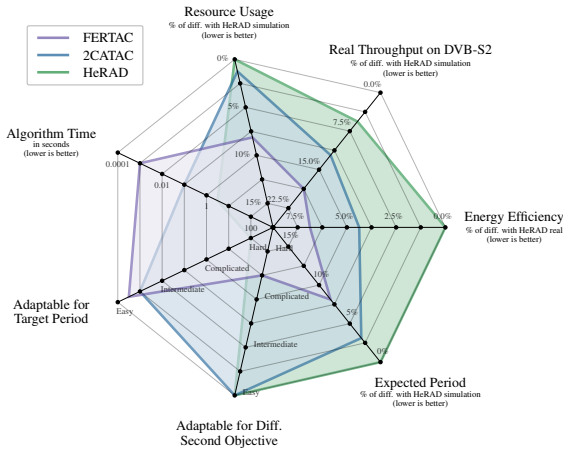 Resource Usage
% of diff. with HeRAD simulation
(lower is better)
FERTAC
2CATAC
HeRAD
Real Throughput on DVB-S2
% of diff. with HeRAD simulation
(lower is better)
0%
0.0%
5%
7.5%
Algorithm Time
in seconds
(lower is better)
10%
15.0%
0.0001
0.01
1
15%
22.5%
7.5%
5.0%
2.5%
0.0%
Energy Efficiency
% of diff. with HeRAD real
(lower is better)
100
15%
Hard
Hard
Complicated
10%
Intermediate
Complicated
Adaptable for
Target Period
Easy
5%
Intermediate
0%
Expected Period
% of diff. with HeRAD simulation
(lower is better)
Easy
Adaptable for Diff.
Second Objective